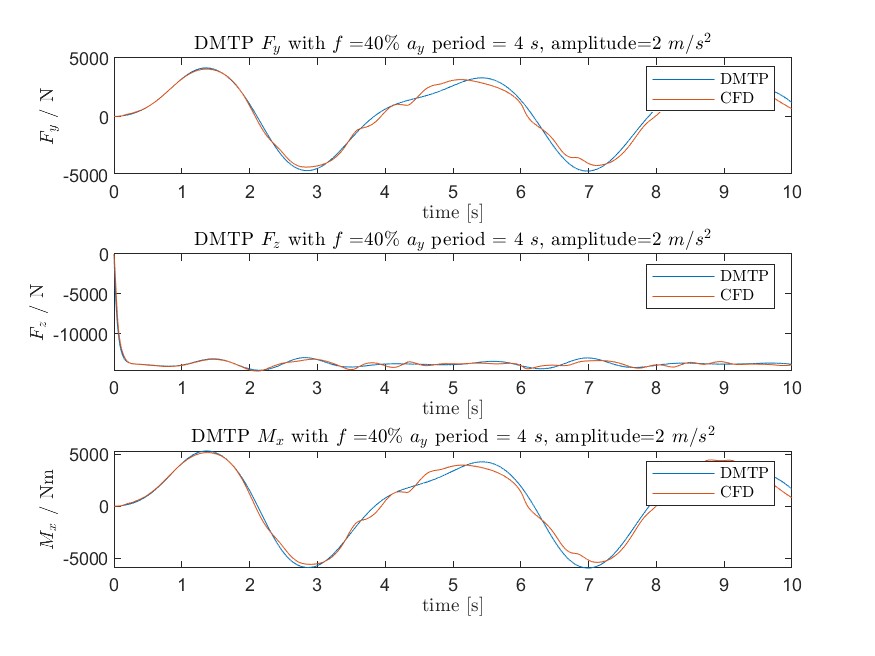 DMTP F_y with f =40% a_y period = 4 s, amplitude=2 m/s²
5000
0
-5000
F_y / N
DMTP
CFD
0 1 2 3 4 5 6 7 8 9 10
time [s]
DMTP F_z with f =40% a_y period = 4 s, amplitude=2 m/s²
0
-5000
-10000
F_z / N
DMTP
CFD
0 1 2 3 4 5 6 7 8 9 10
time [s]
DMTP M_x with f =40% a_y period = 4 s, amplitude=2 m/s²
5000
0
-5000
M_x / Nm
DMTP
CFD
0 1 2 3 4 5 6 7 8 9 10
time [s]